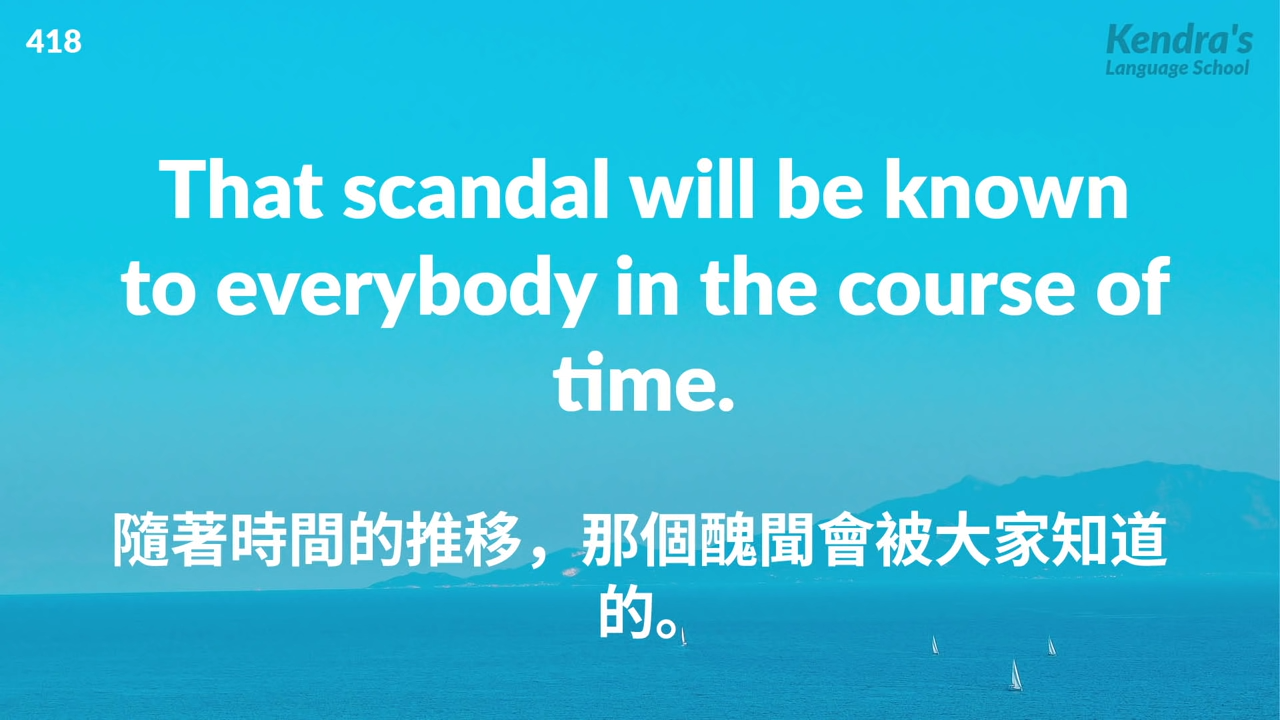 418
Kendra's
Language School
That scandal will be known
to everybody in the course of
time.
隨著時間的推移，那個醜聞會被大家知道
的。